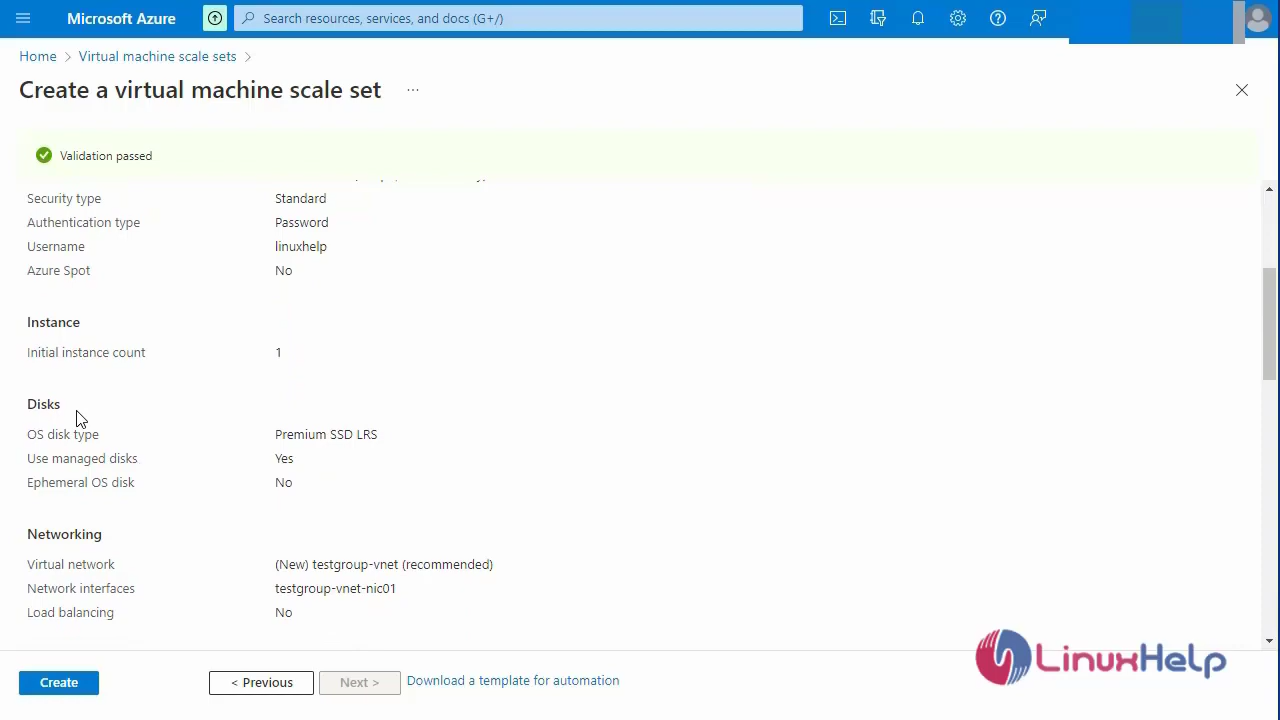 Microsoft Azure Search resources, services, and docs (G+/)
Home > Virtual machine scale sets >
Create a virtual machine scale set ...
Validation passed
Security type Standard
Authentication type Password
Username linuxhelp
Azure Spot No
Instance
Initial instance count 1
Disks
OS disk type Premium SSD LRS
Use managed disks Yes
Ephemeral OS disk No
Networking
Virtual network (New) testgroup-vnet (recommended)
Network interfaces testgroup-vnet-nic01
Load balancing No
LinuxHelp
Create < Previous Next > Download a template for automation